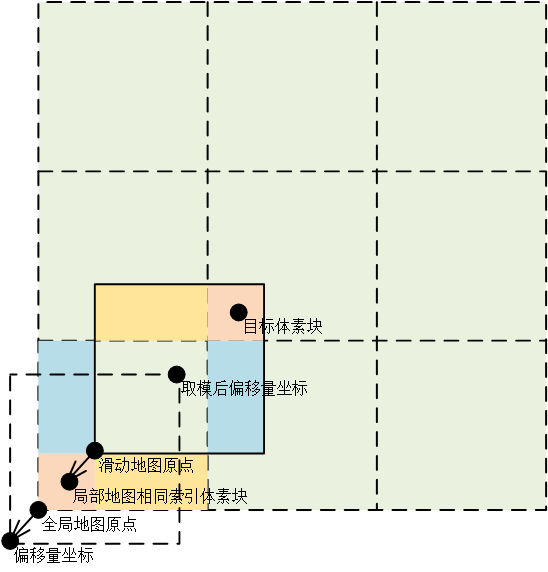 目标体素块
取模后偏移量坐标
滑动地图原点
局部地图相同索引体素块
全局地图原点
偏移量坐标